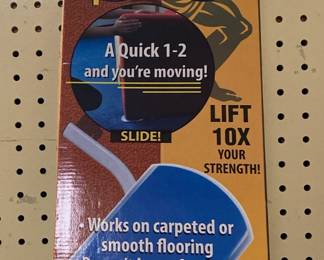 A Quick 1-2
and you're moving!
SLIDE!
LIFT
10X
YOUR
STRENGTH!
• Works on carpeted or
smooth flooring